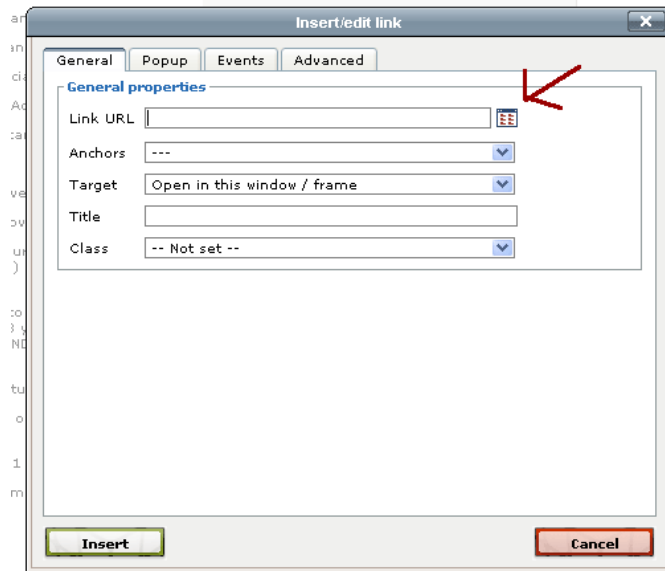 Insert/edit link
General Popup Events Advanced
General properties
Link URL
Anchors ---
Target Open in this window / frame
Title
Class -- Not set --
Insert Cancel